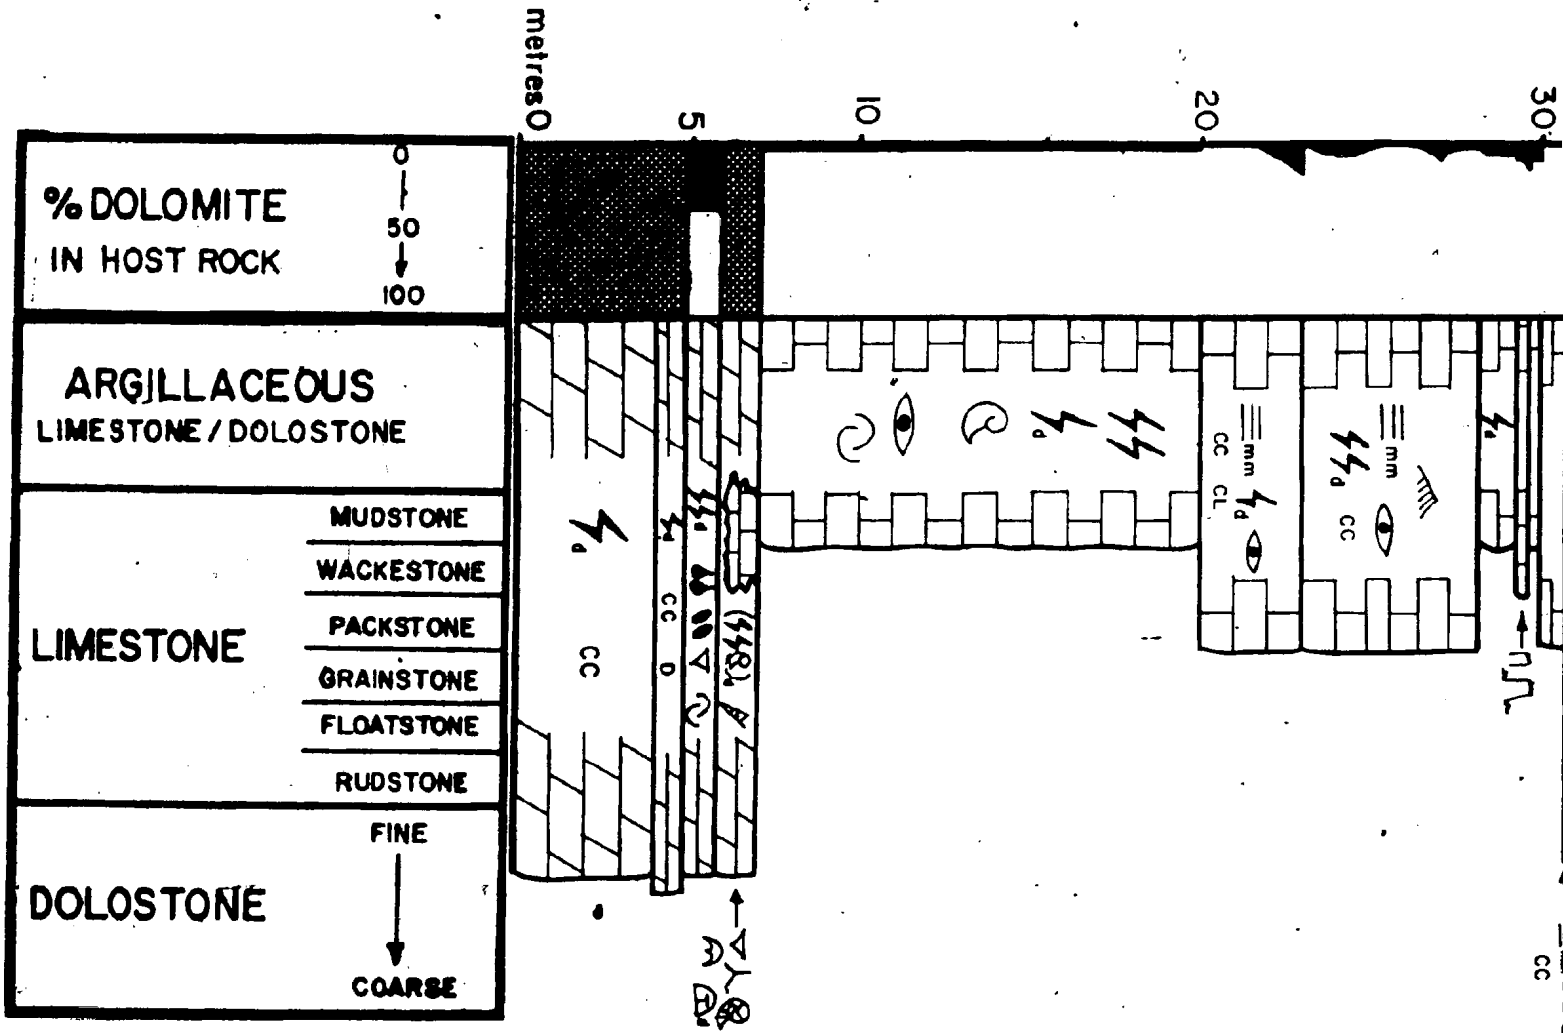 metres 0
5
10
20
30
% DOLOMITE
IN HOST ROCK
0
50
100
ARGILLACEOUS
LIMESTONE / DOLOSTONE
LIMESTONE
MUDSTONE
WACKESTONE
PACKSTONE
GRAINSTONE
FLOATSTONE
RUDSTONE
DOLOSTONE
FINE
COARSE
d
CC
d
CC
D
d
d
mm
d
CC CL
mm
d
CC
d
CC